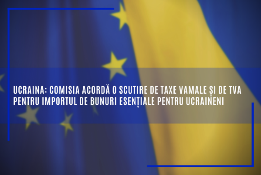 UCRAINA: COMISIA ACORDĂ O SCUTIRE DE TAXE VAMALE ȘI DE TVA
PENTRU IMPORTUL DE BUNURI ESENȚIALE PENTRU UCRAINENI